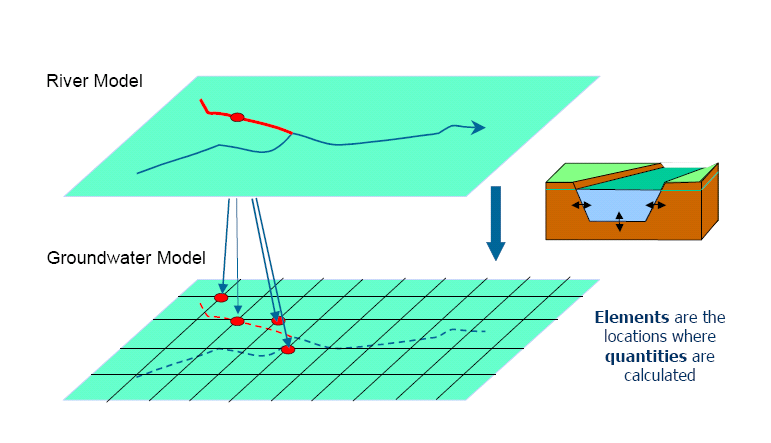 River Model
Groundwater Model
Elements are the
locations where
quantities are
calculated